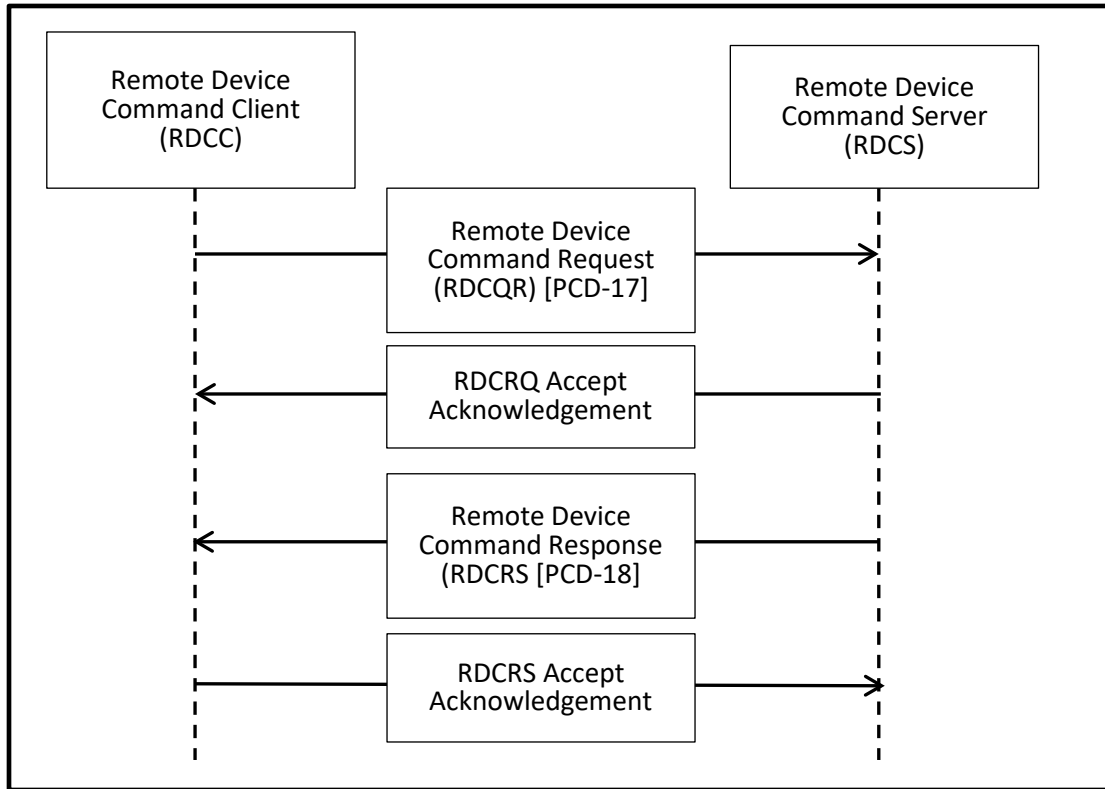 Remote Device
Command Client
(RDCC)
Remote Device
Command Server
(RDCS)
Remote Device
Command Request
(RDCQR) [PCD-17]
RDCRQ Accept
Acknowledgement
Remote Device
Command Response
(RDCRS [PCD-18]
RDCRS Accept
Acknowledgement